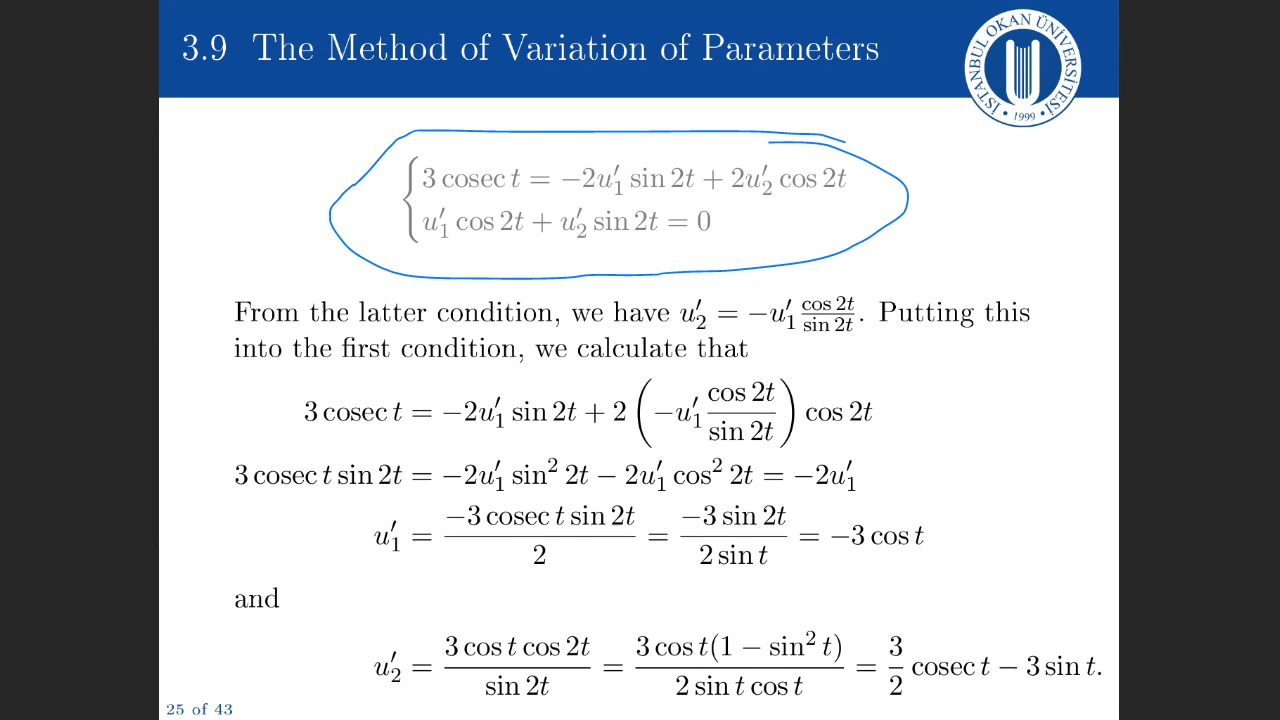 3.9 The Method of Variation of Parameters
İSTANBUL OKAN ÜNİVERSİTESİ
• 1999 •
{3 cosec t = −2u′₁ sin 2t + 2u′₂ cos 2t
u′₁ cos 2t + u′₂ sin 2t = 0
From the latter condition, we have u′₂ = −u′₁ cos 2t / sin 2t. Putting this
into the first condition, we calculate that
3 cosec t = −2u′₁ sin 2t + 2(−u′₁ cos 2t / sin 2t) cos 2t
3 cosec t sin 2t = −2u′₁ sin² 2t − 2u′₁ cos² 2t = −2u′₁
u′₁ = −3 cosec t sin 2t / 2 = −3 sin 2t / 2 sin t = −3 cos t
and
u′₂ = 3 cos t cos 2t / sin 2t = 3 cos t(1 − sin² t) / 2 sin t cos t = 3/2 cosec t − 3 sin t.
25 of 43